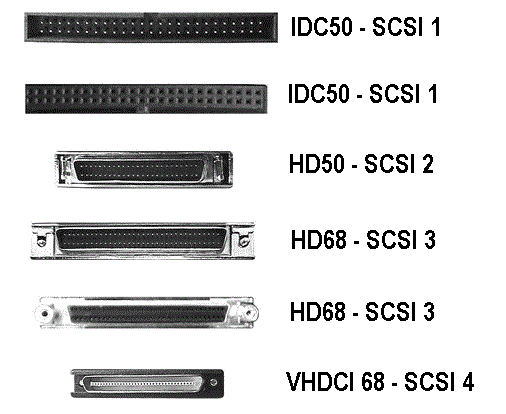 IDC50 - SCSI 1
IDC50 - SCSI 1
HD50 - SCSI 2
HD68 - SCSI 3
HD68 - SCSI 3
VHDCI 68 - SCSI 4